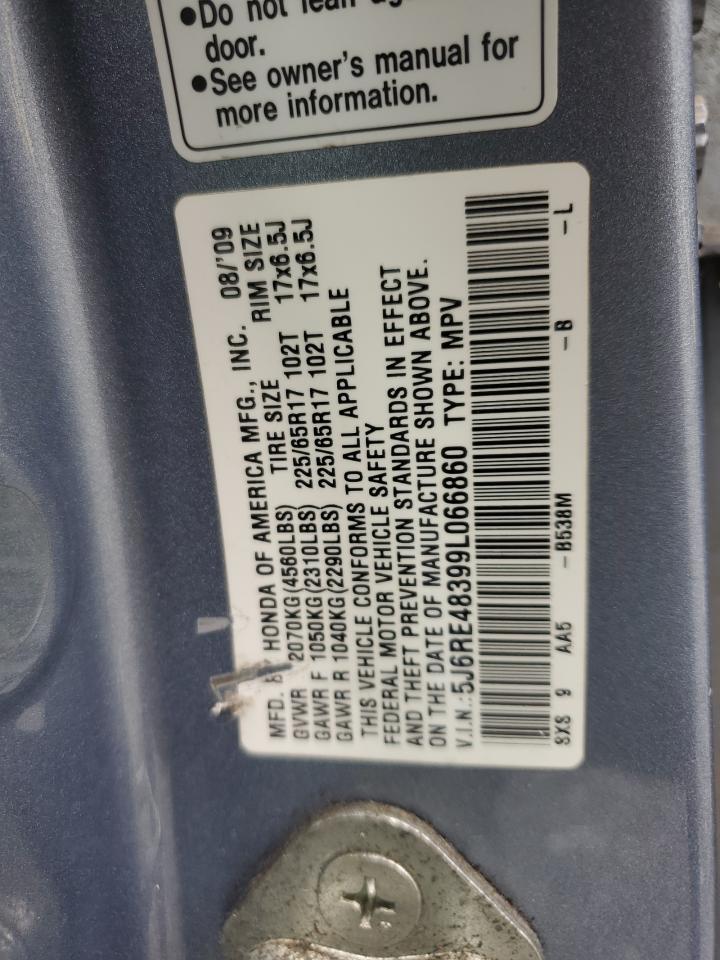 ●Do not lean
door.
●See owner's manual for
more information.
MFD. B HONDA OF AMERICA MFG., INC. 08/'09
TIRE SIZE RIM SIZE
GVWR 2070KG(4560LBS)
GAWR F 1050KG(2310LBS) 225/65R17 102T 17x6.5J
GAWR R 1040KG(2290LBS) 225/65R17 102T 17x6.5J
THIS VEHICLE CONFORMS TO ALL APPLICABLE
FEDERAL MOTOR VEHICLE SAFETY
AND THEFT PREVENTION STANDARDS IN EFFECT
ON THE DATE OF MANUFACTURE SHOWN ABOVE.
V.I.N.:5J6RE48399L066860 TYPE: MPV
SXS 9 AA5 -B538M -B -L